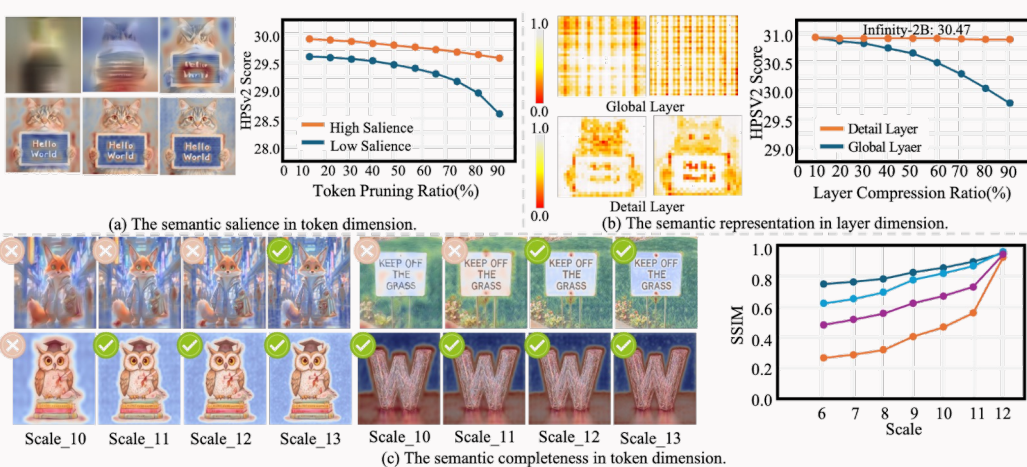 Hello
World
Hello
World
Hello
World
Hello
World
HPSv2 Score
30.0
29.5
29.0
28.5
28.0
High Salience
Low Salience
0 10 20 30 40 50 60 70 80 90
Token Pruning Ratio(%)
(a) The semantic salience in token dimension.
1.0
0.0
Global Layer
1.0
0.0
Detail Layer
HPSV2 Score
31.0
30.5
30.0
29.5
29.0
Infinity-2B: 30.47
Detail Layer
Global Lyaer
0 10 20 30 40 50 60 70 80 90
Layer Compression Ratio(%)
(b) The semantic representation in layer dimension.
KEEP OFF
THE
GRASS
KEEP OFF
THE
GRASS
KEEP OFF
THE
GRASS
KEEP OFF
THE
GRASS
W W W W
Scale_10 Scale_11 Scale_12 Scale_13
Scale_10 Scale_11 Scale_12 Scale_13
SSIM
1.0
0.8
0.6
0.4
0.2
0.0
6 7 8 9 10 11 12
Scale
(c) The semantic completeness in token dimension.